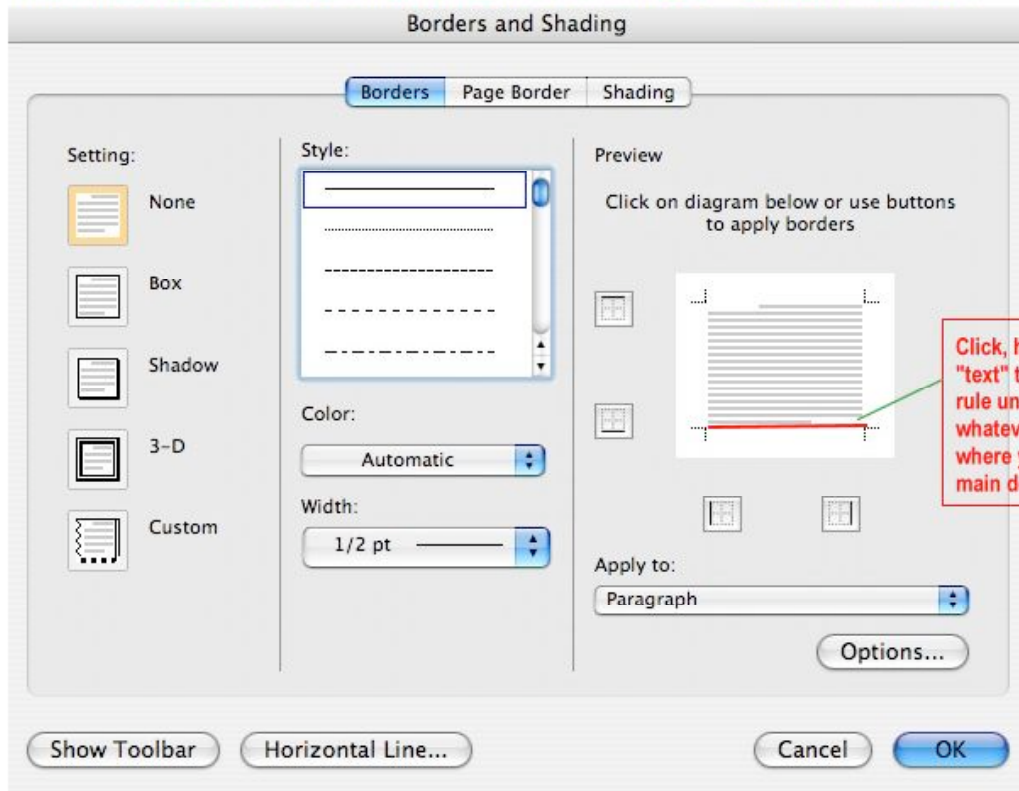 Borders and Shading
Borders Page Border Shading
Setting:
None
Box
Shadow
3-D
Custom
Style:
Color:
Automatic
Width:
1/2 pt
Preview
Click on diagram below or use buttons
to apply borders
Click,
"text"
rule
where
main
Apply to:
Paragraph
Options...
Show Toolbar
Horizontal Line...
Cancel
OK